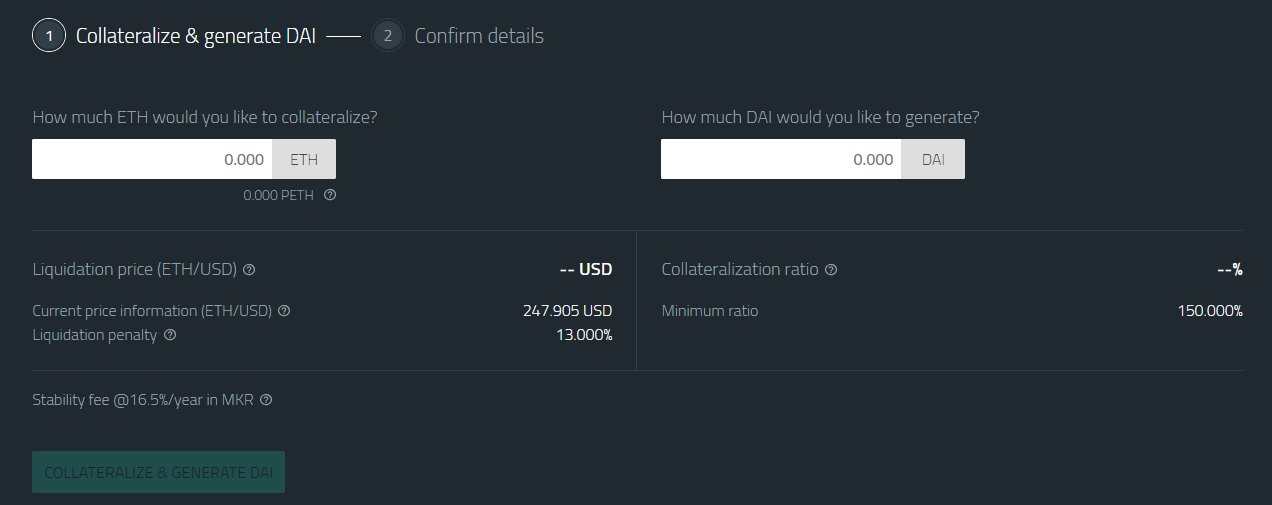 1 Collateralize & generate DAI 2 Confirm details
How much ETH would you like to collateralize?
0.000 ETH
0.000 PETH ?
How much DAI would you like to generate?
0.000 DAI
Liquidation price (ETH/USD) ? -- USD
Current price information (ETH/USD) ? 247.905 USD
Liquidation penalty ? 13.000%
Collateralization ratio ? --%
Minimum ratio 150.000%
Stability fee @16.5%/year in MKR ?
COLLATERALIZE & GENERATE DAI